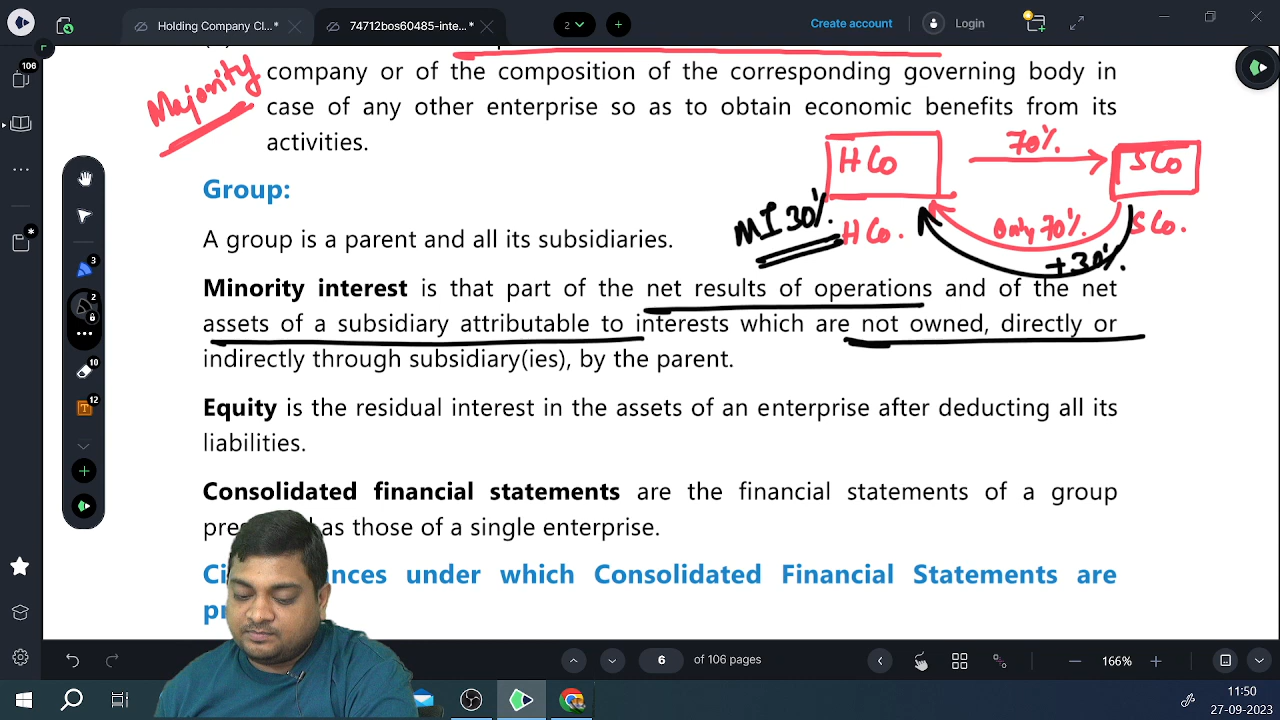 Holding Company Cl...*
74712bos60485-inte...*
2
Create account
Login
106
company or of the composition of the corresponding governing body in
Majority
case of any other enterprise so as to obtain economic benefits from its
activities.
70%.
H Co
S Co
Group:
MI 30%.
H Co.
Only 70%.
S Co.
A group is a parent and all its subsidiaries.
+30%.
Minority interest is that part of the net results of operations and of the net
assets of a subsidiary attributable to interests which are not owned, directly or
indirectly through subsidiary(ies), by the parent.
Equity is the residual interest in the assets of an enterprise after deducting all its
liabilities.
Consolidated financial statements are the financial statements of a group
as those of a single enterprise.
under which Consolidated Financial Statements are
3
2
10
12
T
6 of 106 pages
166%
11:50
27-09-2023